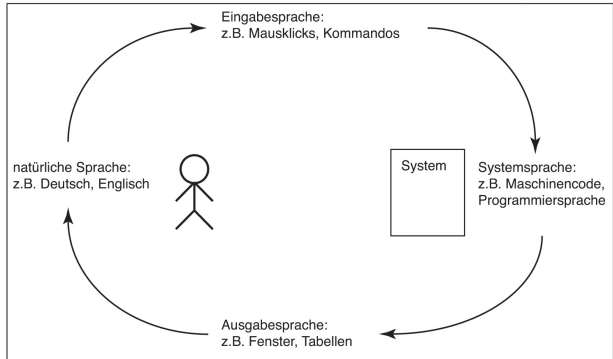 Eingabesprache:
z.B. Mausklicks, Kommandos
natürliche Sprache:
z.B. Deutsch, Englisch
System
Systemsprache:
z.B. Maschinencode,
Programmiersprache
Ausgabesprache:
z.B. Fenster, Tabellen